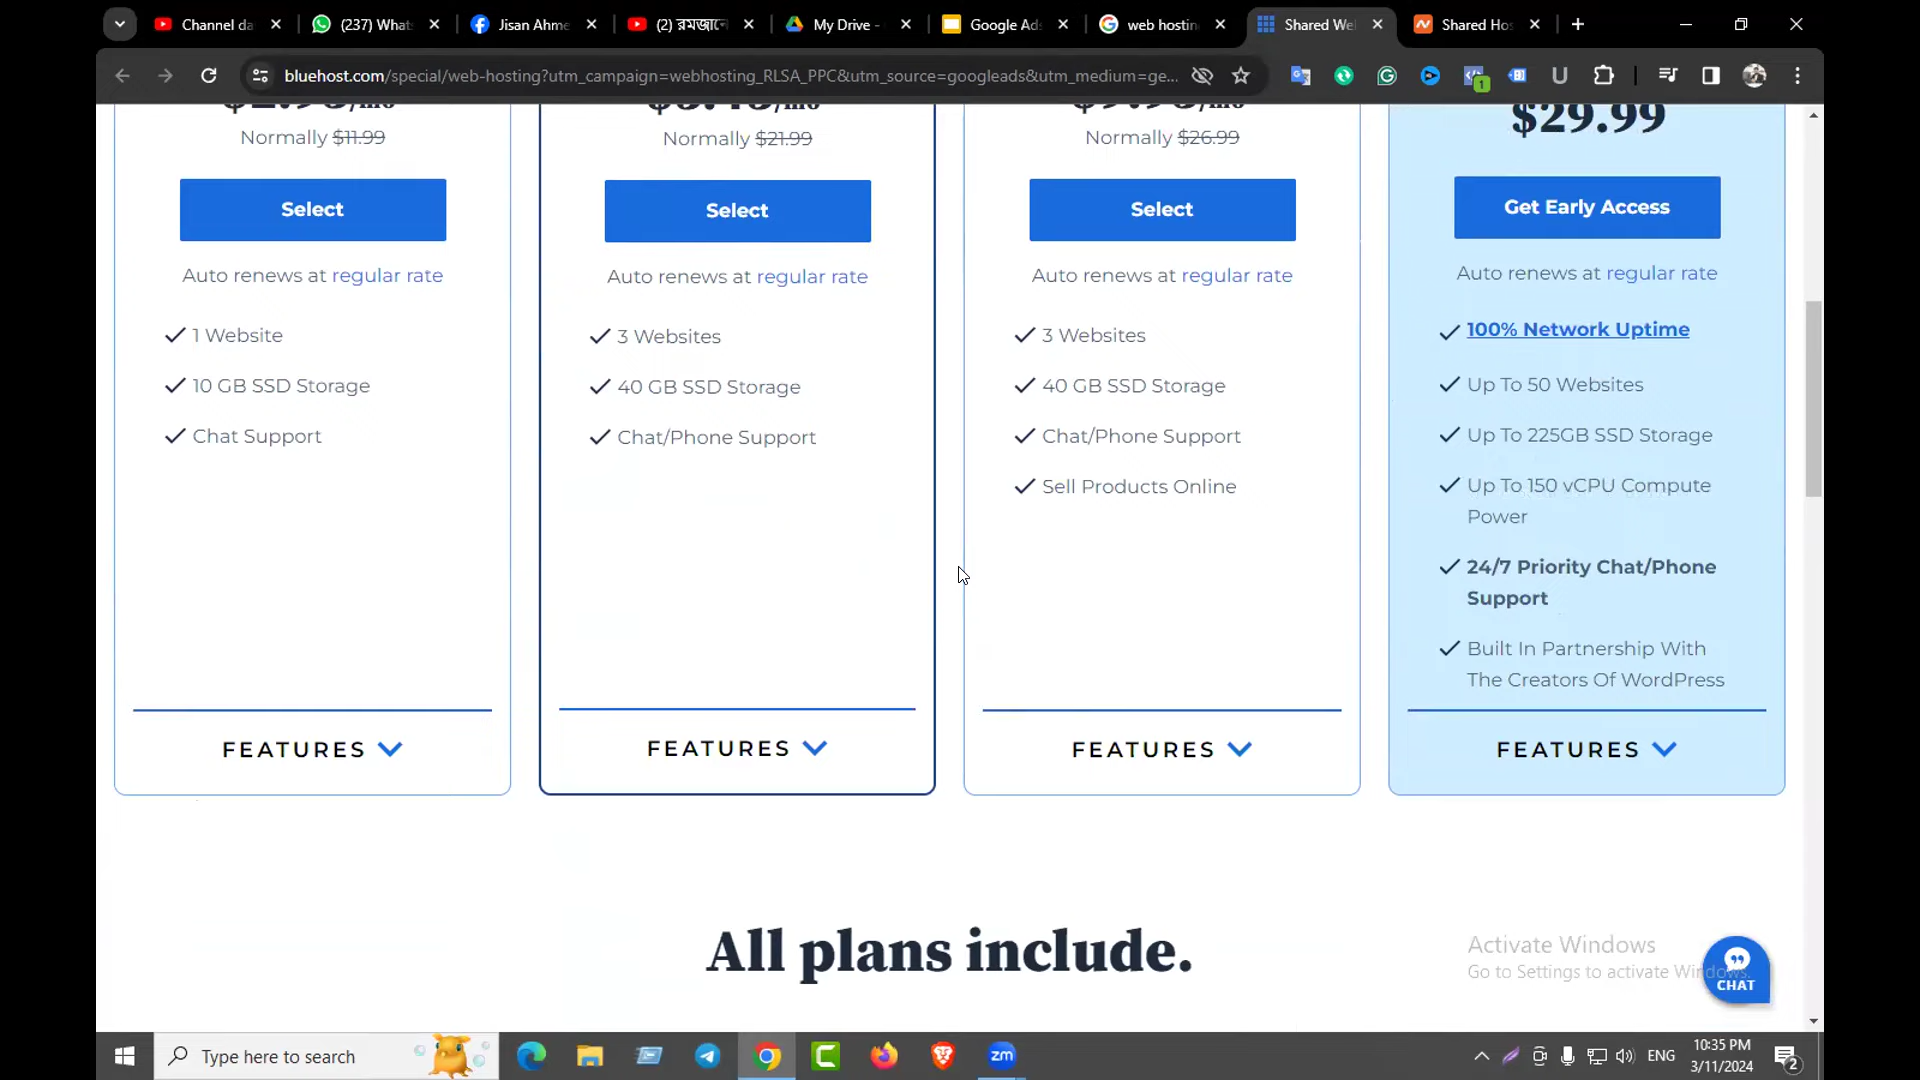 Channel da
(237) What
Jisan Ahme
(2) রমজানে
My Drive -
Google Ads
web hostin
Shared We
Shared Hos
bluehost.com/special/web-hosting?utm_campaign=webhosting_RLSA_PPC&utm_source=googleads&utm_medium=ge...
$29.99
Normally $11.99
Normally $21.99
Normally $26.99
Select
Select
Select
Get Early Access
Auto renews at regular rate
Auto renews at regular rate
Auto renews at regular rate
Auto renews at regular rate
1 Website
10 GB SSD Storage
Chat Support
3 Websites
40 GB SSD Storage
Chat/Phone Support
3 Websites
40 GB SSD Storage
Chat/Phone Support
Sell Products Online
100% Network Uptime
Up To 50 Websites
Up To 225GB SSD Storage
Up To 150 vCPU Compute
Power
24/7 Priority Chat/Phone
Support
Built In Partnership With
The Creators Of WordPress
FEATURES
FEATURES
FEATURES
FEATURES
All plans include.
Activate Windows
Go to Settings to activate Windows.
CHAT
Type here to search
zm
ENG
10:35 PM
3/11/2024
2